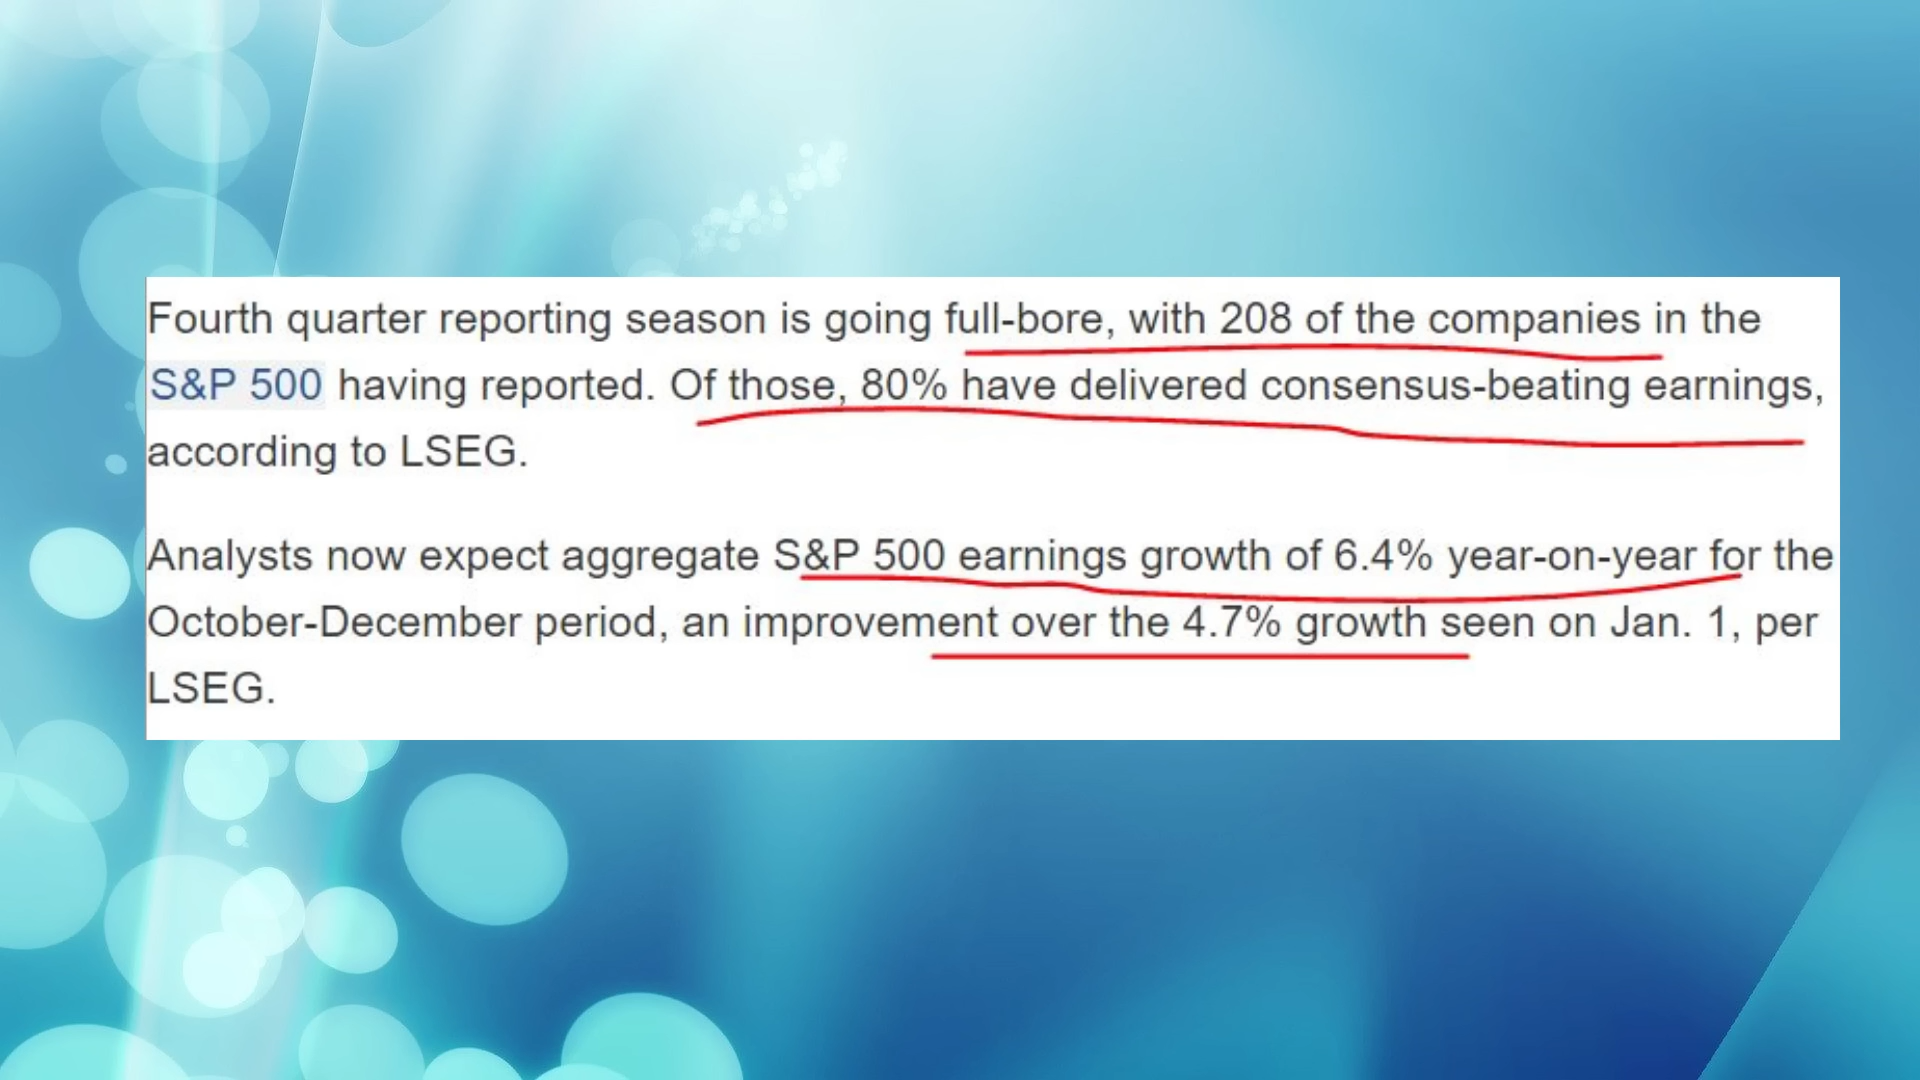 Fourth quarter reporting season is going full-bore, with 208 of the companies in the
S&P 500 having reported. Of those, 80% have delivered consensus-beating earnings,
according to LSEG.
Analysts now expect aggregate S&P 500 earnings growth of 6.4% year-on-year for the
October-December period, an improvement over the 4.7% growth seen on Jan. 1, per
LSEG.